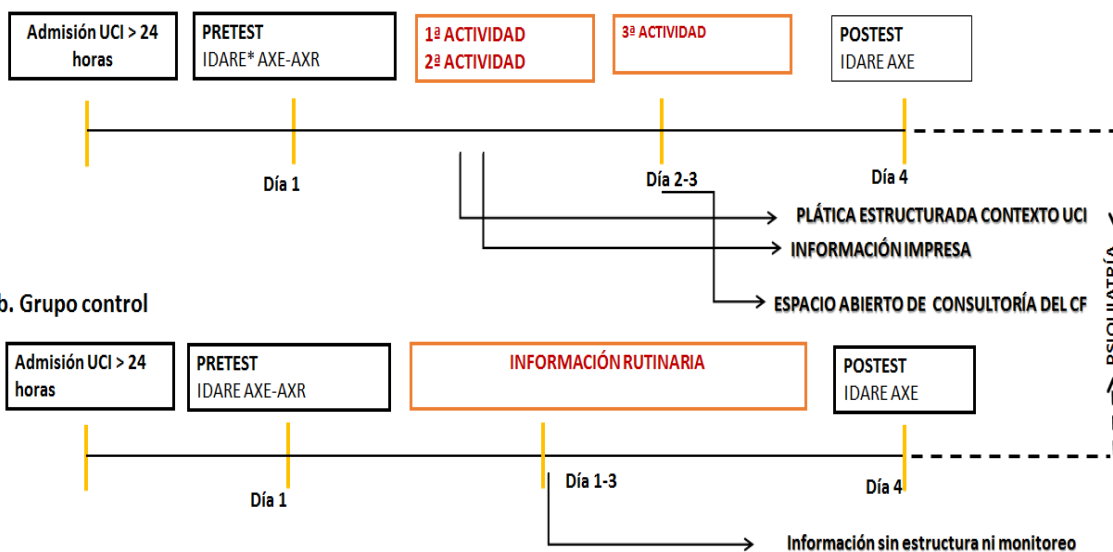 Admisión UCI > 24
horas
PRETEST
IDARE* AXE-AXR
1ª ACTIVIDAD
2ª ACTIVIDAD
3ª ACTIVIDAD
POSTEST
IDARE AXE
Día 1
Día 2-3
Día 4
PLÁTICA ESTRUCTURADA CONTEXTO UCI
INFORMACIÓN IMPRESA
ESPACIO ABIERTO DE CONSULTORÍA DEL CF
PSIQUIATRÍA
b. Grupo control
Admisión UCI > 24
horas
PRETEST
IDARE AXE-AXR
INFORMACIÓN RUTINARIA
POSTEST
IDARE AXE
Día 1
Día 1-3
Día 4
Información sin estructura ni monitoreo